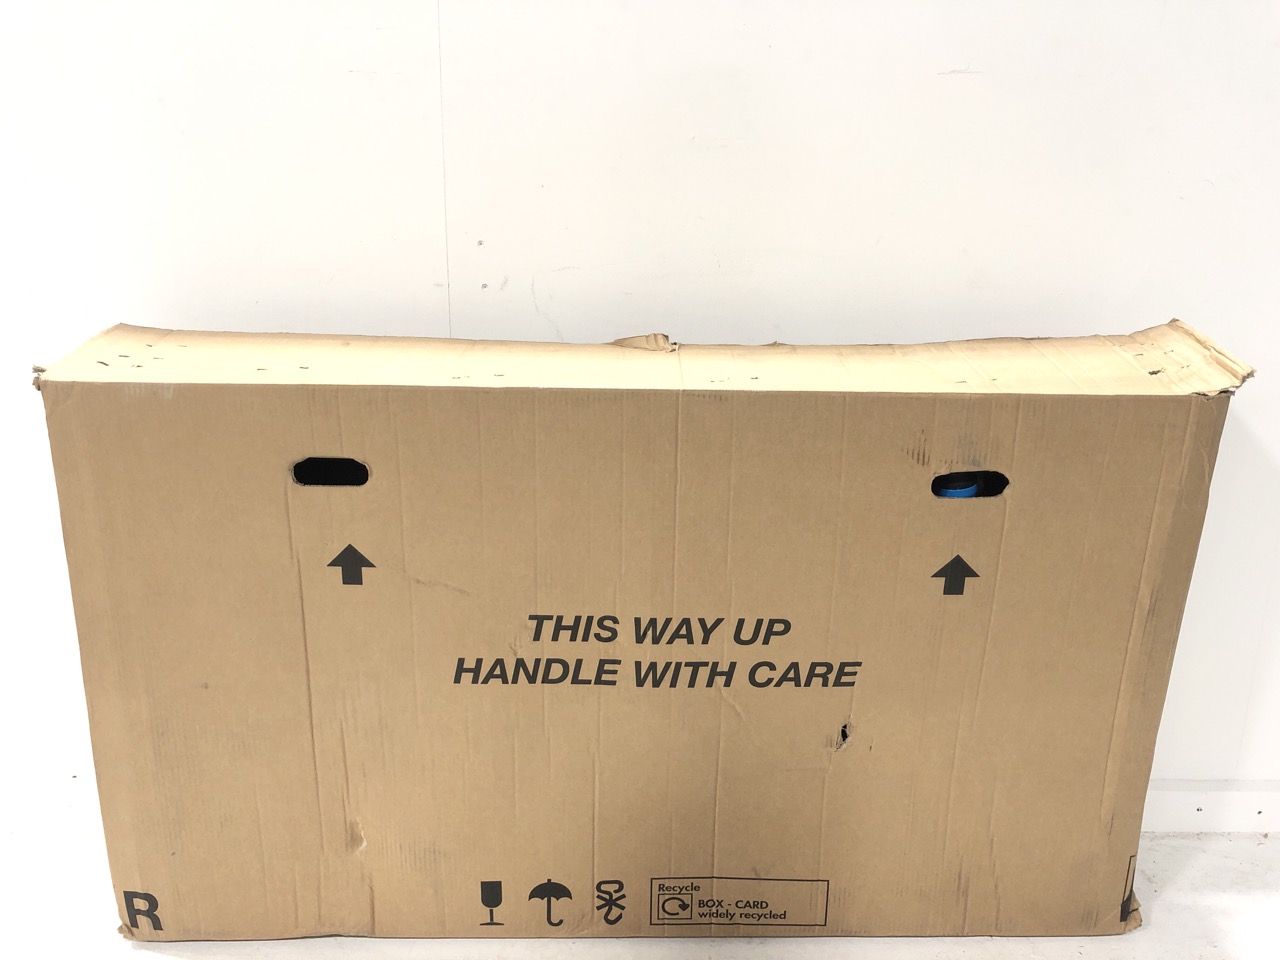 THIS WAY UP
HANDLE WITH CARE
R
Recycle
BOX - CARD
widely recycled